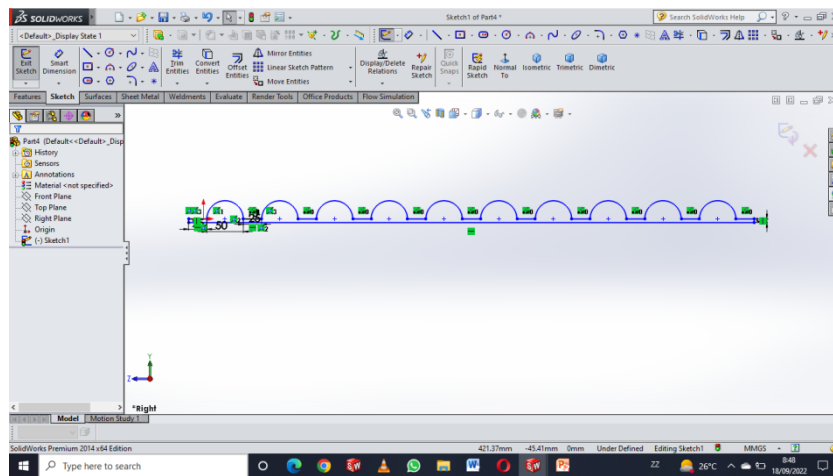 SOLIDWORKS
Sketch1 of Part4 *
Search SolidWorks Help
<Default>_Display State 1
Exit Sketch
Smart Dimension
Trim Entities
Convert Entities
Offset Entities
Mirror Entities
Linear Sketch Pattern
Move Entities
Display/Delete Relations
Repair Sketch
Quick Snaps
Rapid Sketch
Normal To
Isometric
Trimetric
Dimetric
Features Sketch Surfaces Sheet Metal Weldments Evaluate Render Tools Office Products Flow Simulation
Part4 (Default<<Default>_Disp
History
Sensors
Annotations
Material <not specified>
Front Plane
Top Plane
Right Plane
Origin
(-) Sketch1
50
Y
Z
*Right
Model Motion Study 1
SolidWorks Premium 2014 x64 Edition
421.37mm -45.41mm 0mm Under Defined Editing Sketch1 MMGS
Type here to search
26°C
8:48
18/09/2022